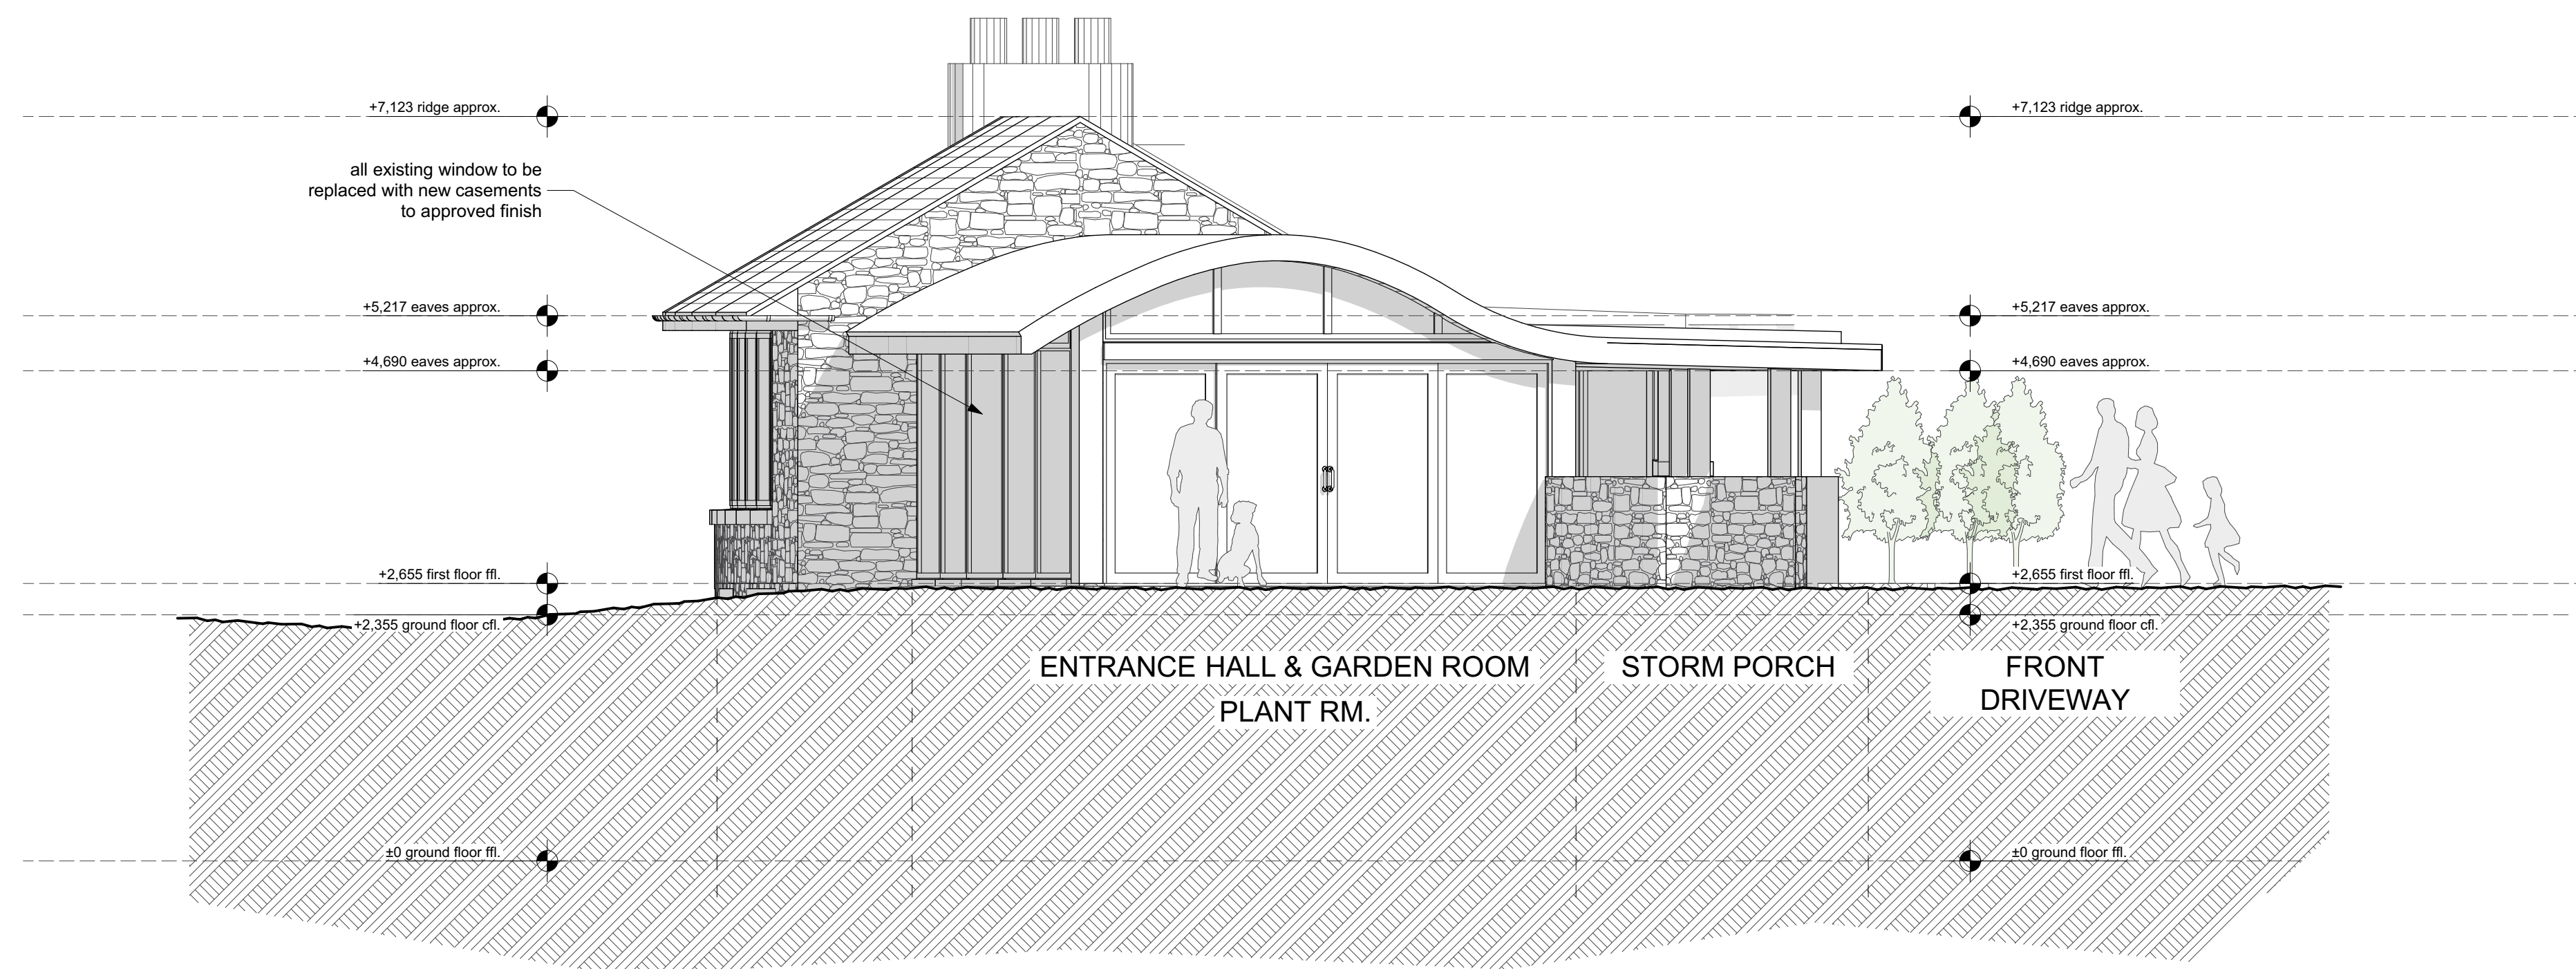 +7,123 ridge approx.
+7,123 ridge approx.
all existing window to be
replaced with new casements
to approved finish
+5,217 eaves approx.
+5,217 eaves approx.
+4,690 eaves approx.
+4,690 eaves approx.
+2,655 first floor ffl.
+2,655 first floor ffl.
+2,355 ground floor cfl.
+2,355 ground floor cfl.
ENTRANCE HALL & GARDEN ROOM
PLANT RM.
STORM PORCH
FRONT
DRIVEWAY
±0 ground floor ffl.
±0 ground floor ffl.